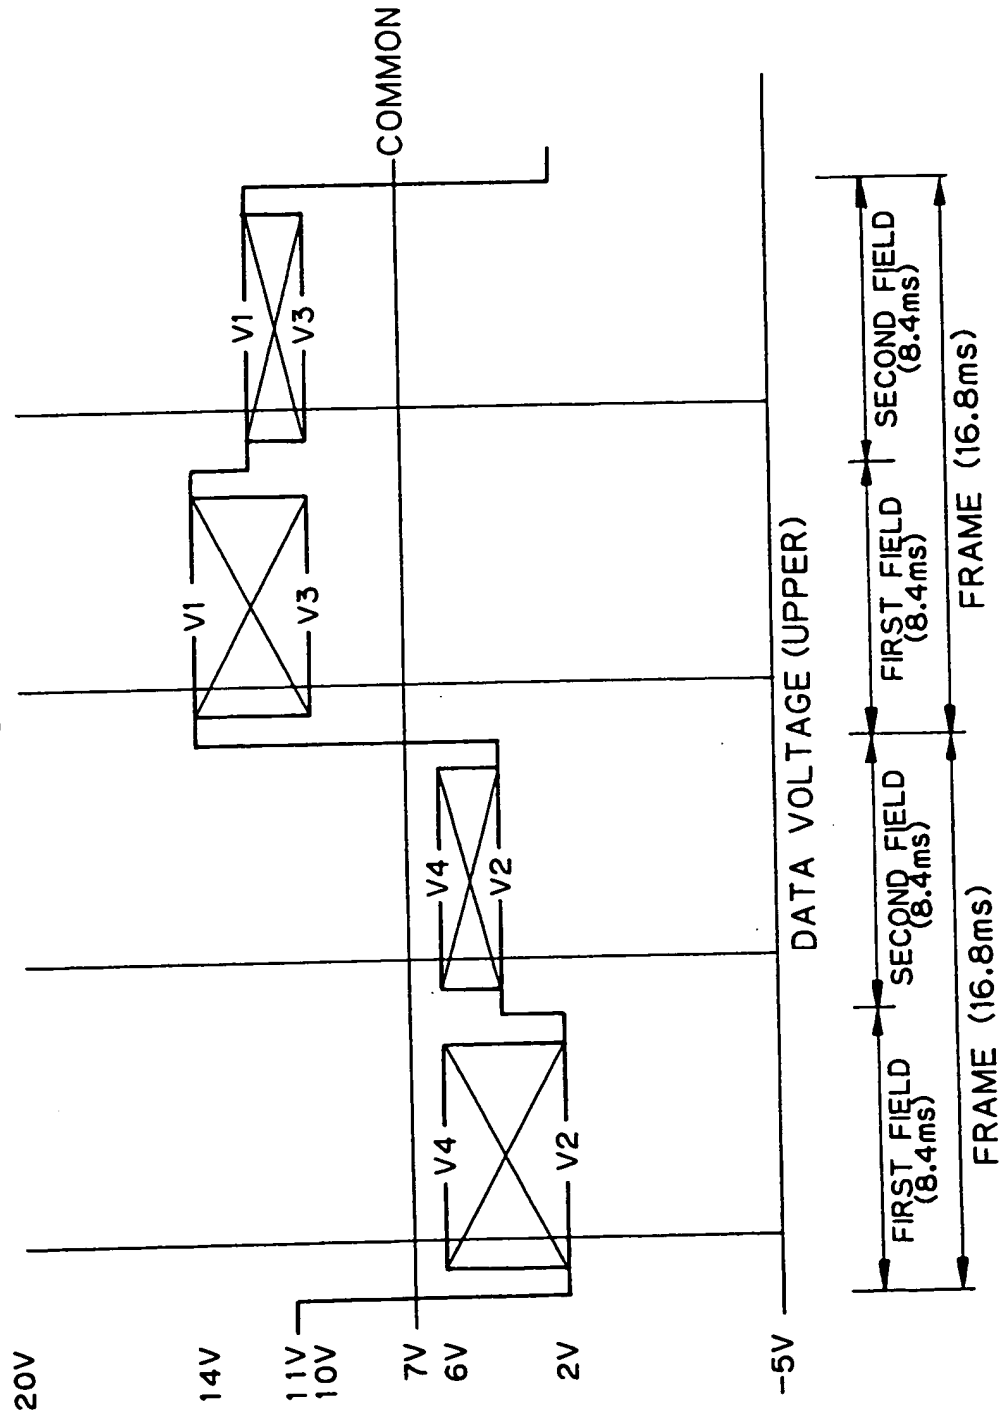 20V
14V
11V
10V
7V
6V
2V
-5V
V4
V2
V4
V2
V1
V3
V1
V3
COMMON
DATA VOLTAGE (UPPER)
FIRST FIELD
(8.4ms)
SECOND FIELD
(8.4ms)
FIRST FIELD
(8.4ms)
SECOND FIELD
(8.4ms)
FRAME (16.8ms)
FRAME (16.8ms)